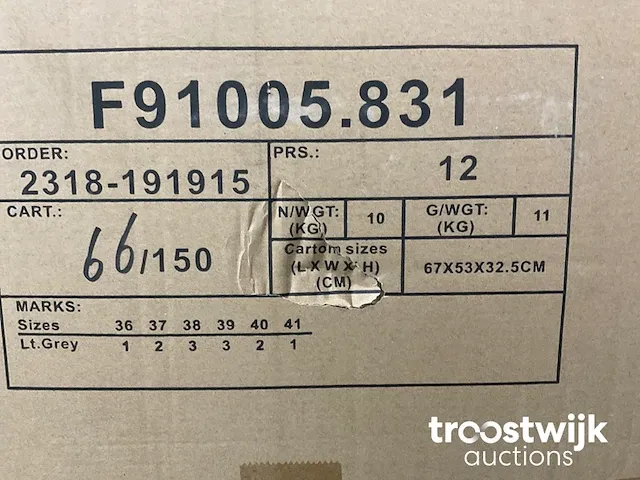 F91005.831
ORDER: 2318-191915
PRS.: 12
CART.: 66/150
N/WGT: (KG) 10
G/WGT: (KG) 11
Cartom sizes
(L X W X H)
(CM)
67X53X32.5CM
MARKS:
Sizes 36 37 38 39 40 41
Lt.Grey 1 2 3 3 2 1
troostwijk
auctions